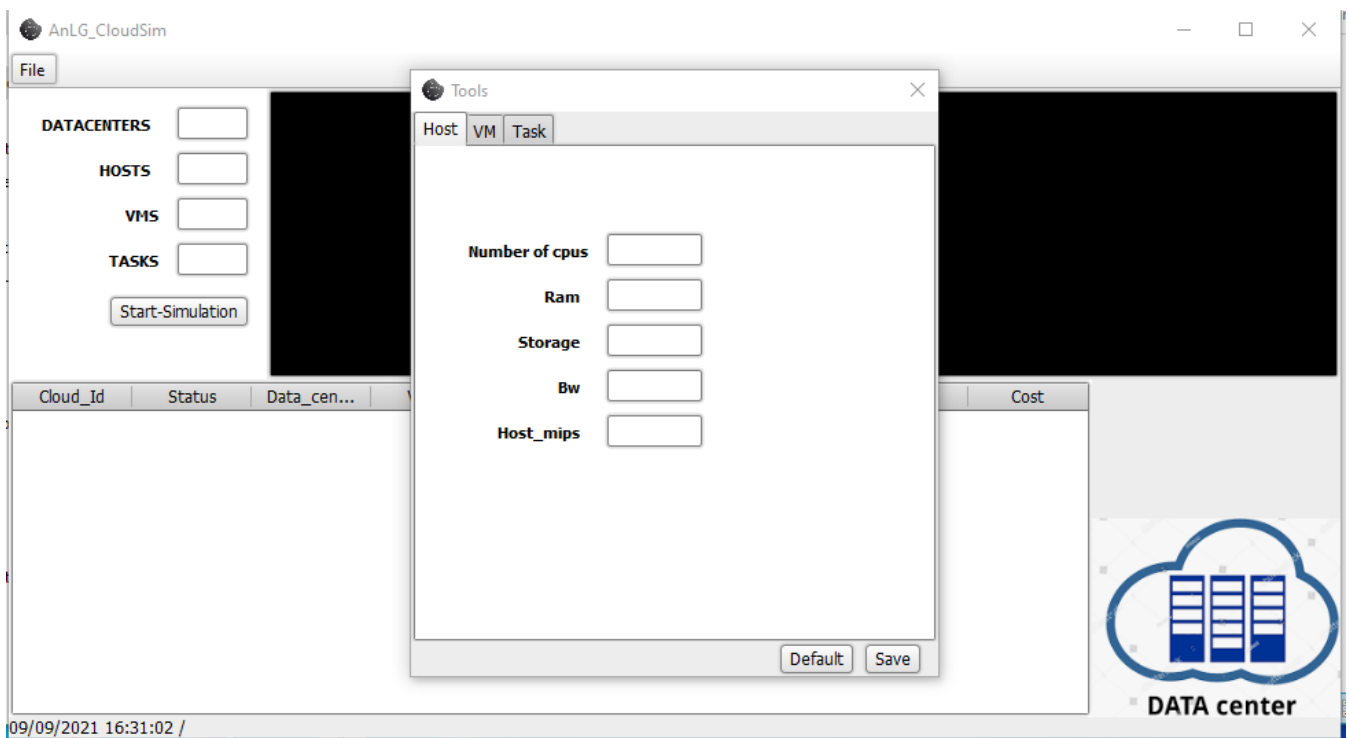 AnLG_CloudSim
File
DATACENTERS
HOSTS
VMS
TASKS
Start-Simulation
Tools
Host VM Task
Number of cpus
Ram
Storage
Bw
Host_mips
Default Save
Cloud_Id Status Data_cen... Cost
DATA center
09/09/2021 16:31:02 /